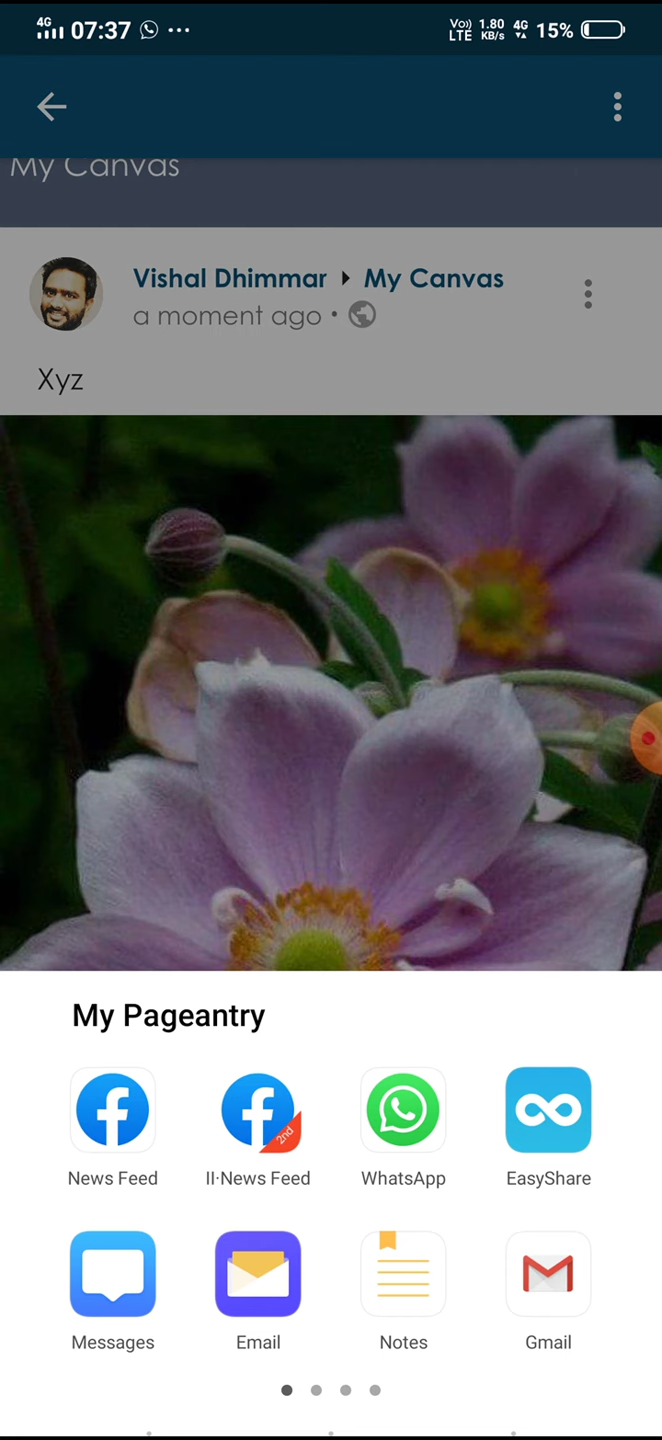 4G 07:37 ... Vo)) LTE 1.80 KB/s 4G 15%
My Canvas
Vishal Dhimmar ▸ My Canvas
a moment ago •
Xyz
My Pageantry
News Feed II·News Feed WhatsApp EasyShare
2nd
Messages Email Notes Gmail